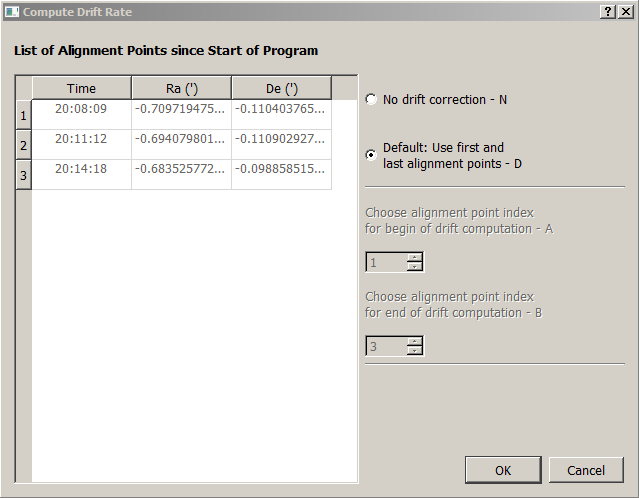 Compute Drift Rate
List of Alignment Points since Start of Program
Time Ra (') De (')
1 20:08:09 -0.709719475... -0.110403765...
2 20:11:12 -0.694079801... -0.110902927...
3 20:14:18 -0.683525772... -0.098858515...
No drift correction - N
Default: Use first and
last alignment points - D
Choose alignment point index
for begin of drift computation - A
1
Choose alignment point index
for end of drift computation - B
3
OK Cancel